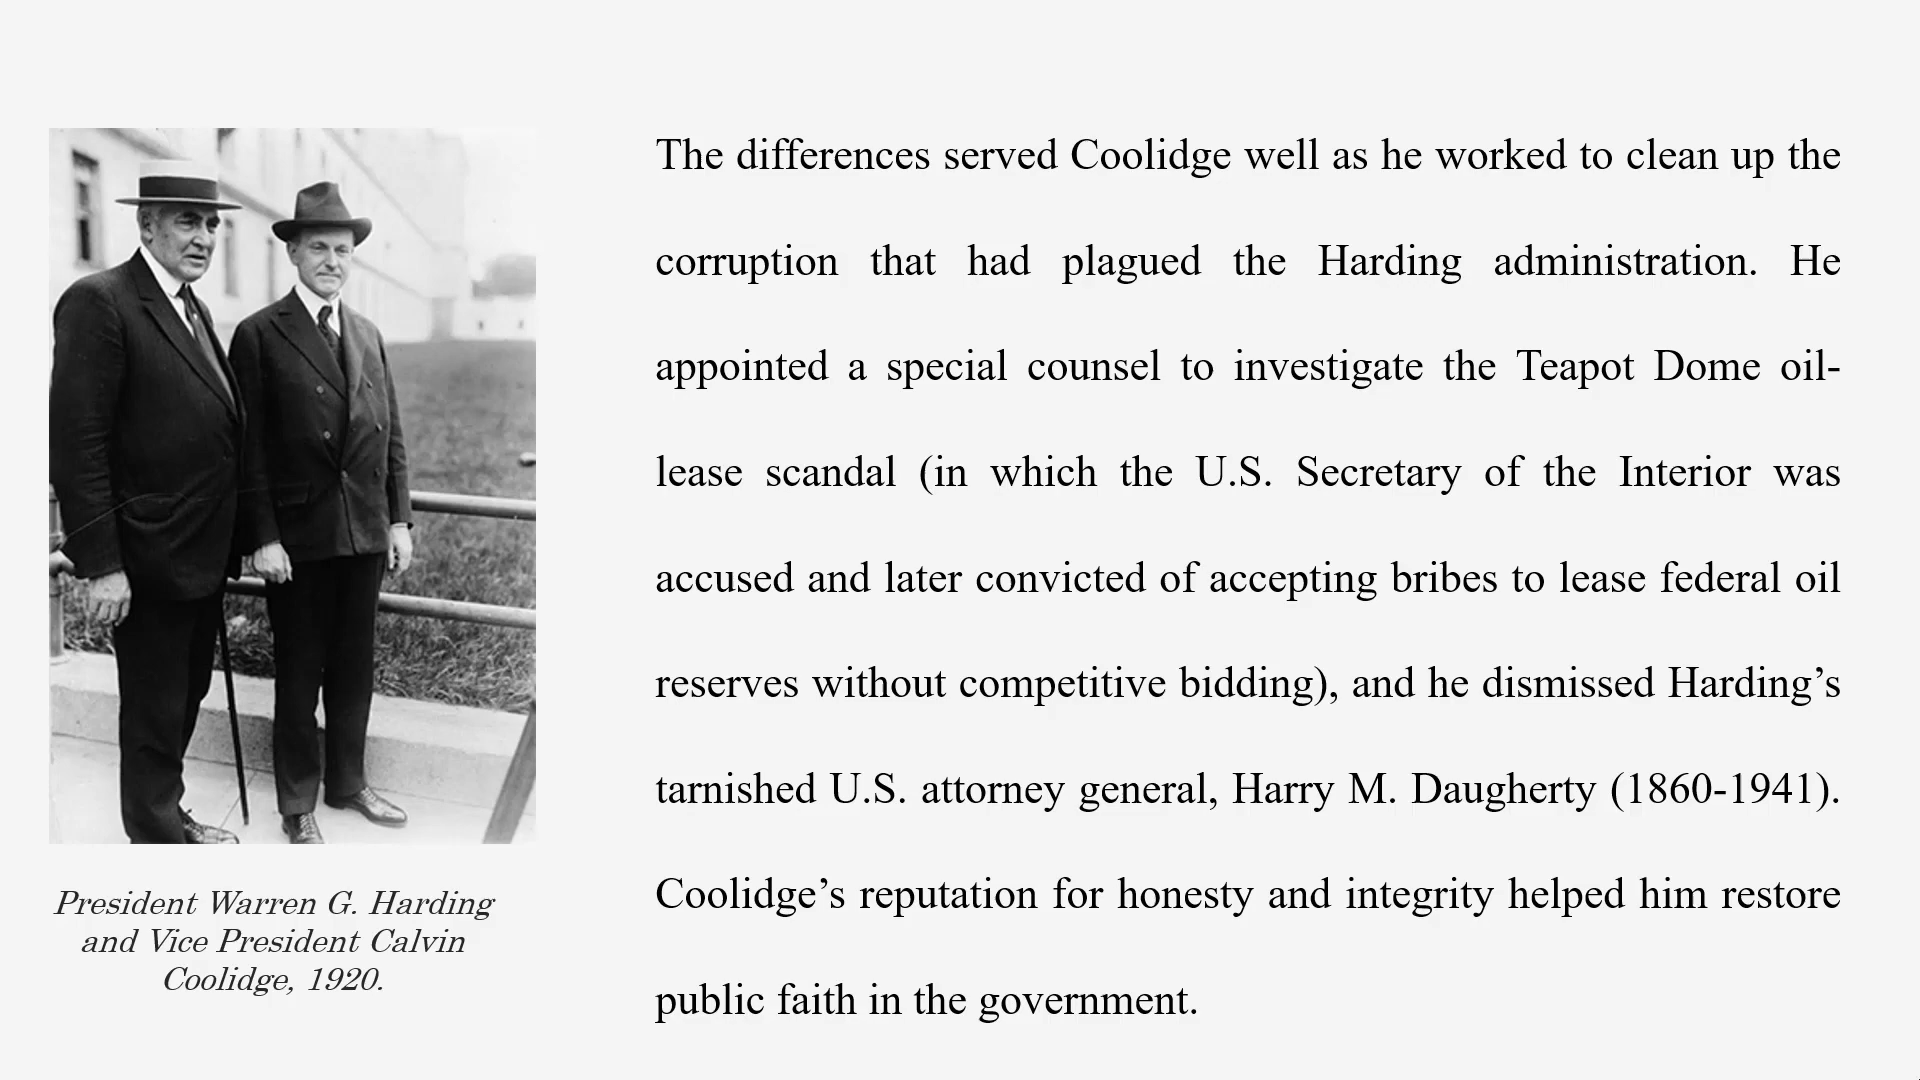 The differences served Coolidge well as he worked to clean up the
corruption that had plagued the Harding administration. He
appointed a special counsel to investigate the Teapot Dome oil-
lease scandal (in which the U.S. Secretary of the Interior was
accused and later convicted of accepting bribes to lease federal oil
reserves without competitive bidding), and he dismissed Harding’s
tarnished U.S. attorney general, Harry M. Daugherty (1860-1941).
Coolidge’s reputation for honesty and integrity helped him restore
public faith in the government.
President Warren G. Harding
and Vice President Calvin
Coolidge, 1920.